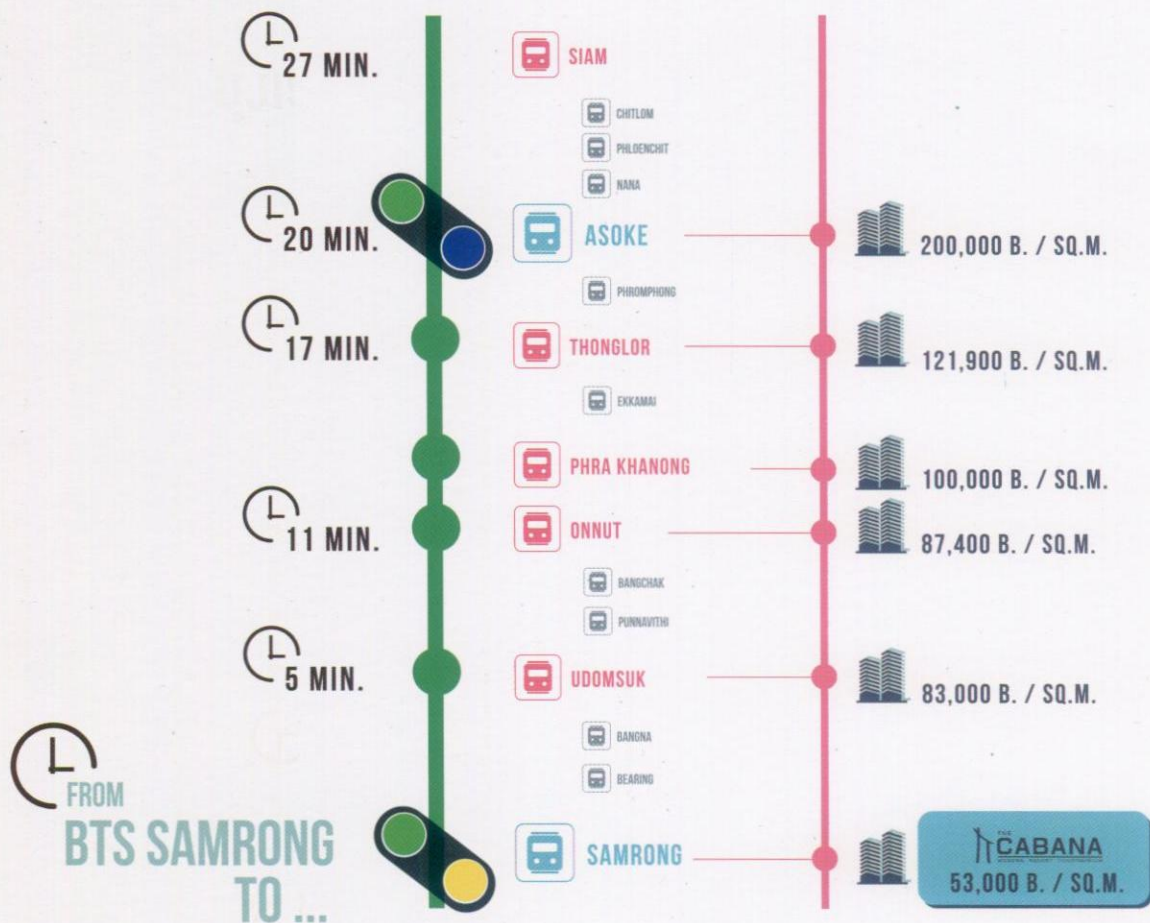 27 MIN.
SIAM
CHITLOM
PHLOENCHIT
NANA
20 MIN.
ASOKE
200,000 B. / SQ.M.
PHROMPHONG
17 MIN.
THONGLOR
121,900 B. / SQ.M.
EKKAMAI
PHRA KHANONG
100,000 B. / SQ.M.
11 MIN.
ONNUT
87,400 B. / SQ.M.
BANGCHAK
PUNNAVITHI
5 MIN.
UDOMSUK
83,000 B. / SQ.M.
BANGNA
BEARING
FROM
BTS SAMRONG
TO ...
SAMRONG
THE
CABANA
53,000 B. / SQ.M.